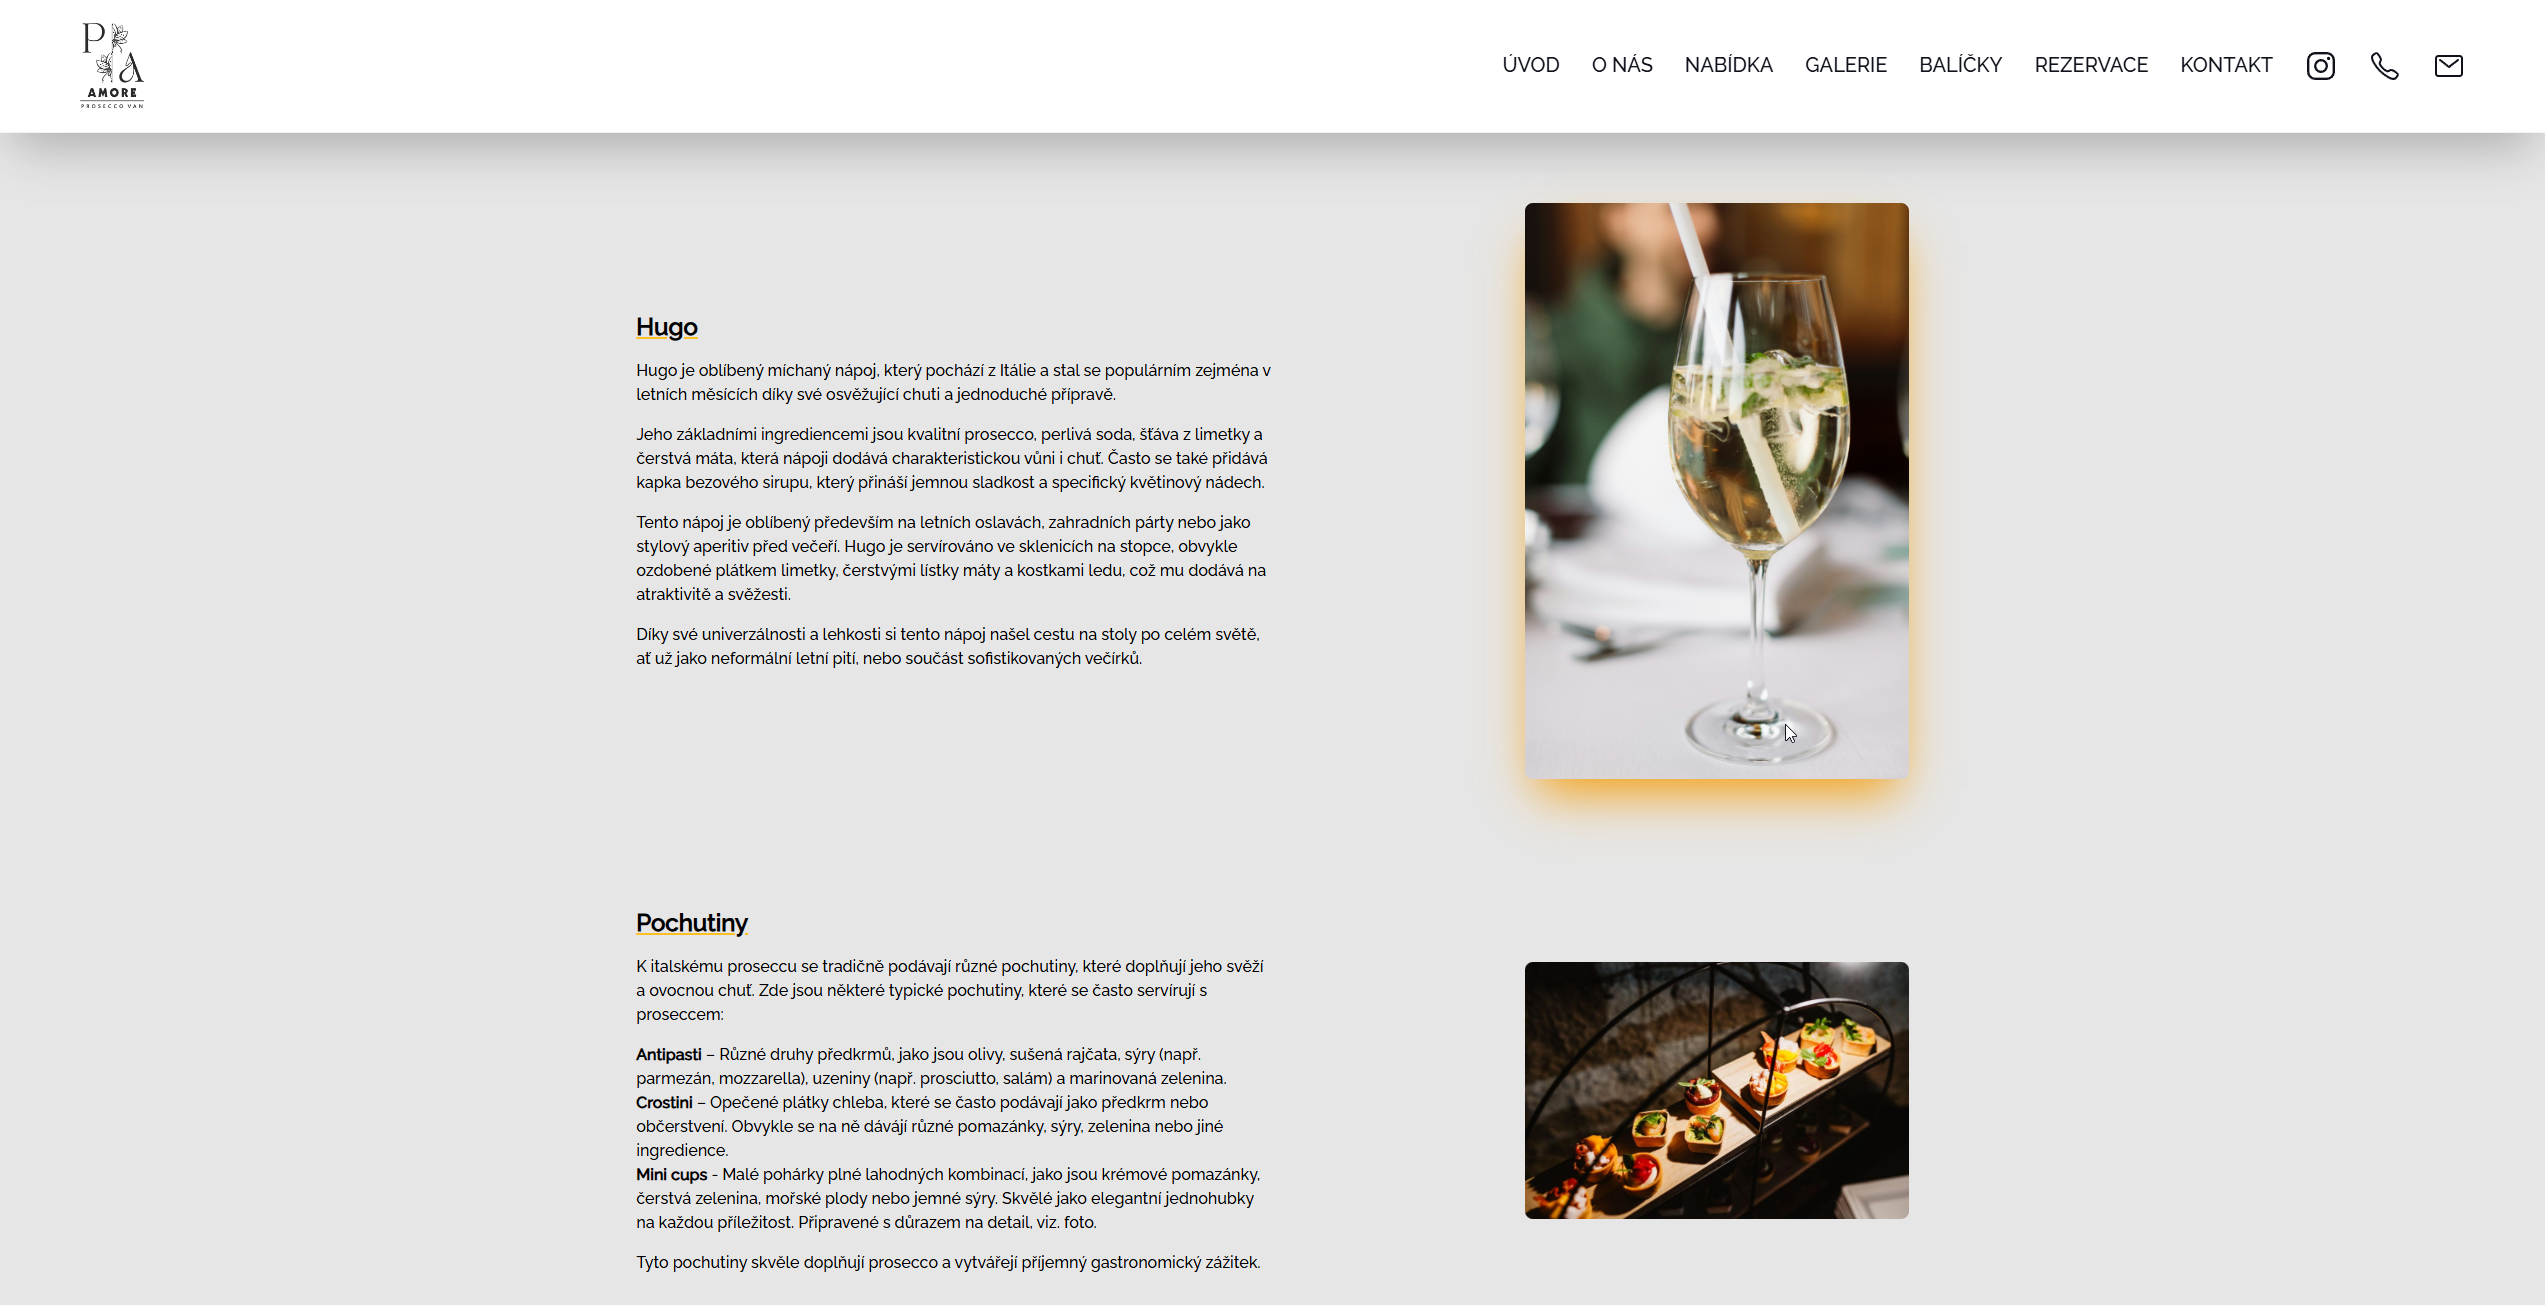 P
A
AMORE
PROSECCO VAN
ÚVOD O NÁS NABÍDKA GALERIE BALÍČKY REZERVACE KONTAKT
Hugo
Hugo je oblíbený míchaný nápoj, který pochází z Itálie a stal se populárním zejména v
letních měsících díky své osvěžující chuti a jednoduché přípravě.
Jeho základními ingrediencemi jsou kvalitní prosecco, perlivá soda, šťáva z limetky a
čerstvá máta, která nápoji dodává charakteristickou vůni i chuť. Často se také přidává
kapka bezového sirupu, který přináší jemnou sladkost a specifický květinový nádech.
Tento nápoj je oblíbený především na letních oslavách, zahradních párty nebo jako
stylový aperitiv před večeří. Hugo je servírováno ve sklenicích na stopce, obvykle
ozdobené plátkem limetky, čerstvými lístky máty a kostkami ledu, což mu dodává na
atraktivitě a svěžesti.
Díky své univerzálnosti a lehkosti si tento nápoj našel cestu na stoly po celém světě,
ať už jako neformální letní pití, nebo součást sofistikovaných večírků.
Pochutiny
K italskému proseccu se tradičně podávají různé pochutiny, které doplňují jeho svěží
a ovocnou chuť. Zde jsou některé typické pochutiny, které se často servírují s
proseccem:
Antipasti – Různé druhy předkrmů, jako jsou olivy, sušená rajčata, sýry (např.
parmezán, mozzarella), uzeniny (např. prosciutto, salám) a marinovaná zelenina.
Crostini – Opečené plátky chleba, které se často podávají jako předkrm nebo
občerstvení. Obvykle se na ně dávájí různé pomazánky, sýry, zelenina nebo jiné
ingredience.
Mini cups - Malé pohárky plné lahodných kombinací, jako jsou krémové pomazánky,
čerstvá zelenina, mořské plody nebo jemné sýry. Skvělé jako elegantní jednohubky
na každou příležitost. Připravené s důrazem na detail, viz. foto.
Tyto pochutiny skvěle doplňují prosecco a vytvářejí příjemný gastronomický zážitek.